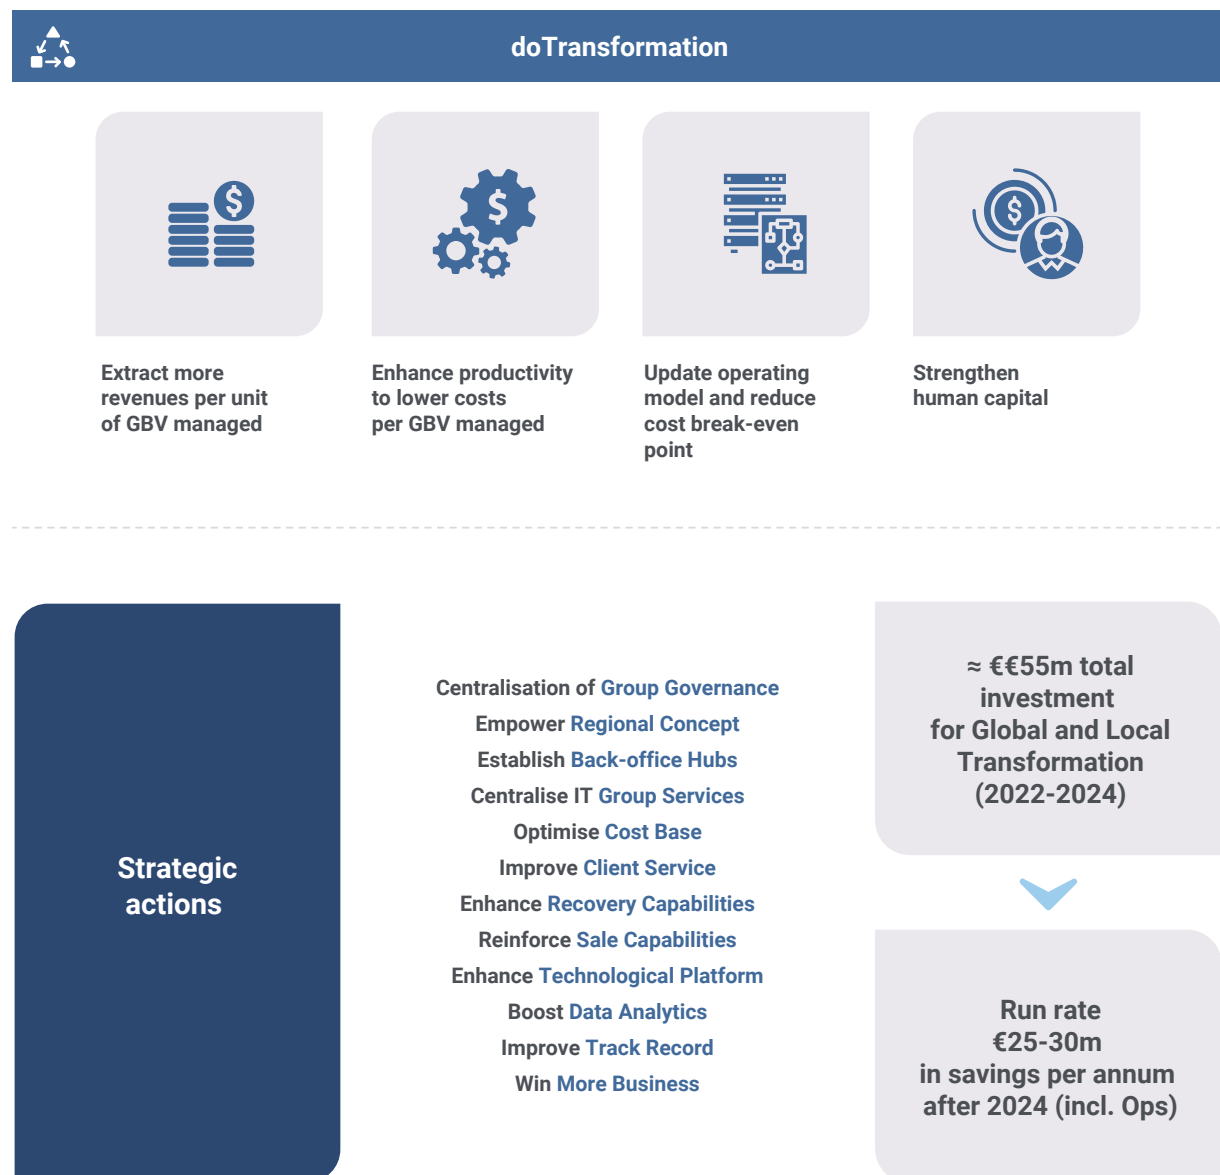 doTransformation
Extract more
revenues per unit
of GBV managed
Enhance productivity
to lower costs
per GBV managed
Update operating
model and reduce
cost break-even
point
Strengthen
human capital
Strategic
actions
Centralisation of Group Governance
Empower Regional Concept
Establish Back-office Hubs
Centralise IT Group Services
Optimise Cost Base
Improve Client Service
Enhance Recovery Capabilities
Reinforce Sale Capabilities
Enhance Technological Platform
Boost Data Analytics
Improve Track Record
Win More Business
≈ €€55m total
investment
for Global and Local
Transformation
(2022-2024)
Run rate
€25-30m
in savings per annum
after 2024 (incl. Ops)